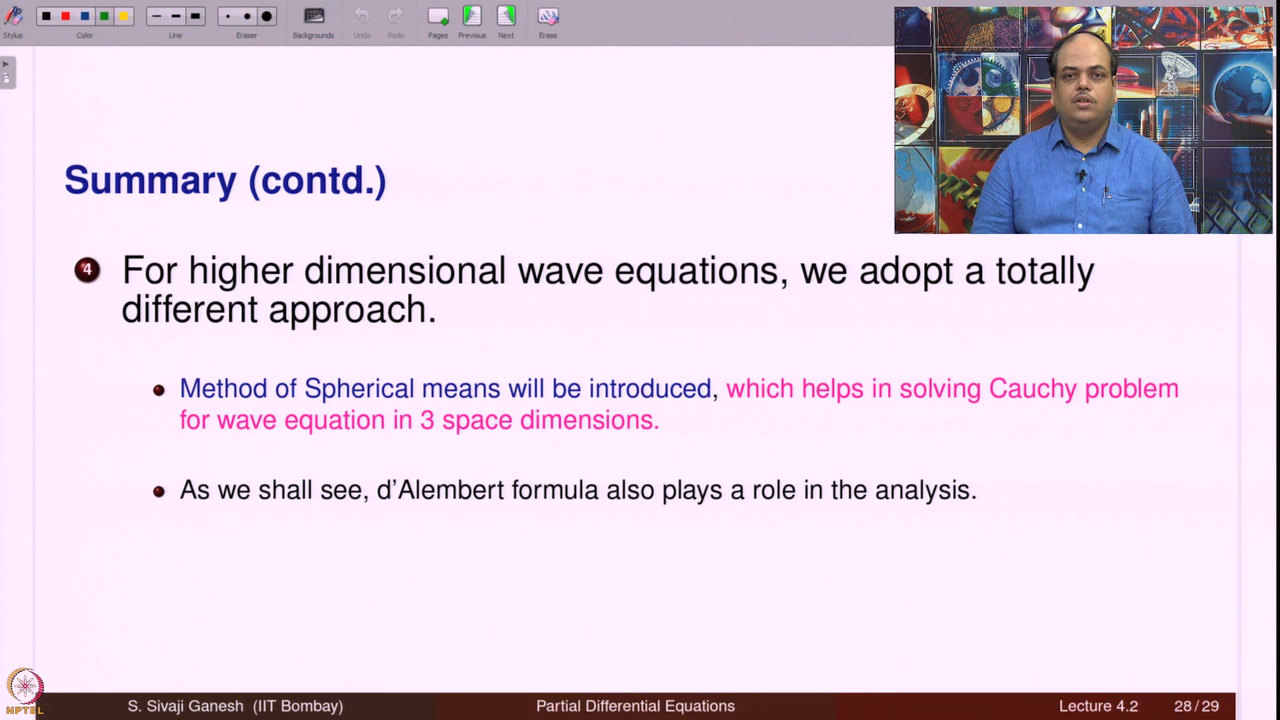 Stylus
Color
Line
Eraser
Backgrounds
Undo
Redo
Pages
Previous
Next
Erase
Summary (contd.)
4 For higher dimensional wave equations, we adopt a totally
different approach.
Method of Spherical means will be introduced, which helps in solving Cauchy problem
for wave equation in 3 space dimensions.
As we shall see, d’Alembert formula also plays a role in the analysis.
NPTEL
S. Sivaji Ganesh (IIT Bombay) Partial Differential Equations Lecture 4.2 28 / 29